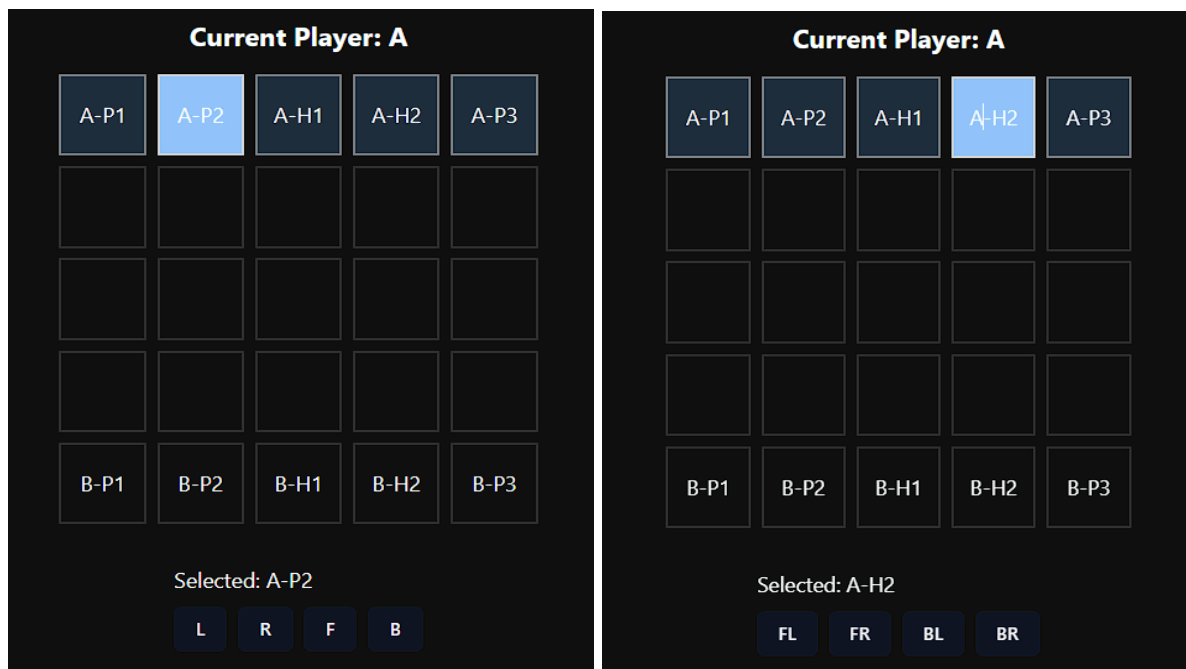 Current Player: A
A-P1 A-P2 A-H1 A-H2 A-P3
B-P1 B-P2 B-H1 B-H2 B-P3
Selected: A-P2
L R F B
Current Player: A
A-P1 A-P2 A-H1 A-H2 A-P3
B-P1 B-P2 B-H1 B-H2 B-P3
Selected: A-H2
FL FR BL BR